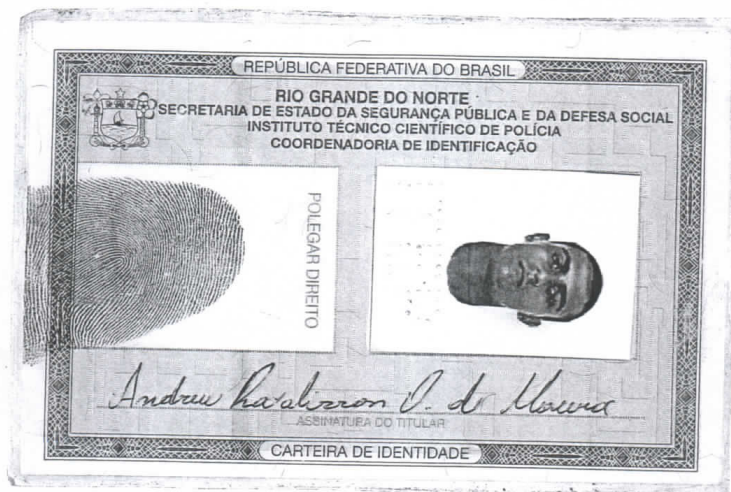 REPÚBLICA FEDERATIVA DO BRASIL
RIO GRANDE DO NORTE
SECRETARIA DE ESTADO DA SEGURANÇA PÚBLICA E DA DEFESA SOCIAL
INSTITUTO TÉCNICO CIENTÍFICO DE POLÍCIA
COORDENADORIA DE IDENTIFICAÇÃO
POLEGAR DIREITO
Andreu
ASSINATURA DO TITULAR
CARTEIRA DE IDENTIDADE